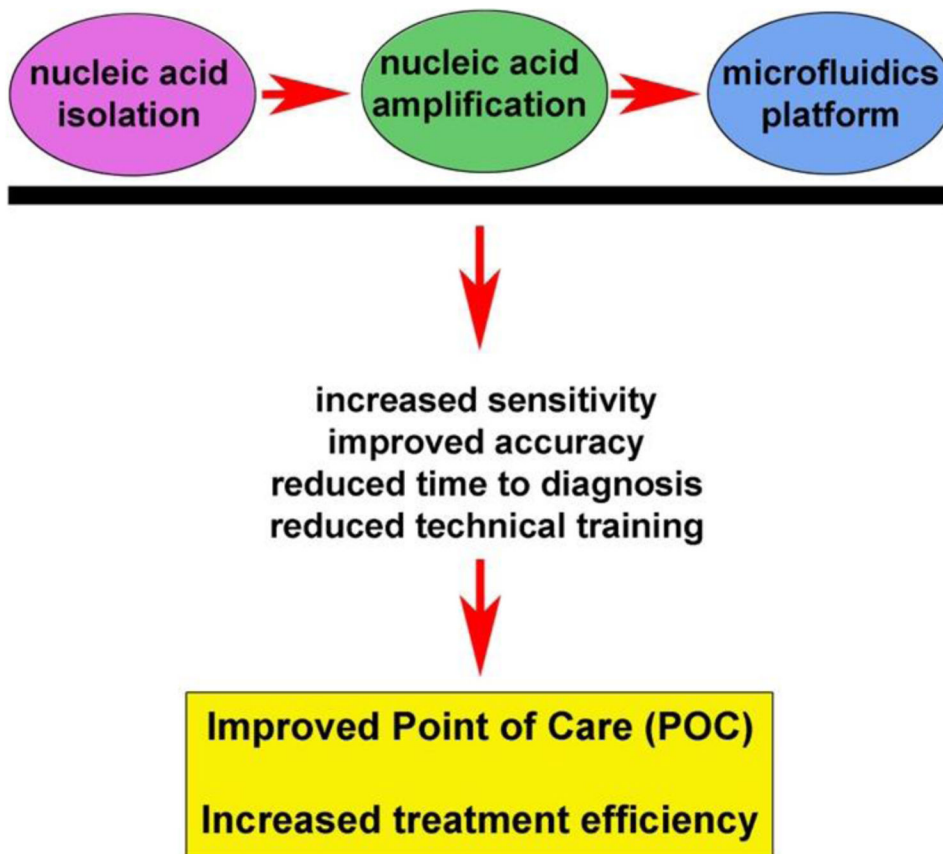 nucleic acid
isolation
nucleic acid
amplification
microfluidics
platform
increased sensitivity
improved accuracy
reduced time to diagnosis
reduced technical training
Improved Point of Care (POC)
Increased treatment efficiency